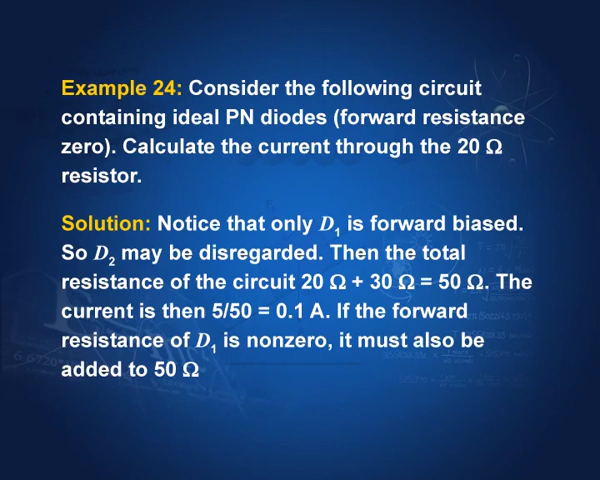 Example 24: Consider the following circuit
containing ideal PN diodes (forward resistance
zero). Calculate the current through the 20 Ω
resistor.
Solution: Notice that only D₁ is forward biased.
So D₂ may be disregarded. Then the total
resistance of the circuit 20 Ω + 30 Ω = 50 Ω. The
current is then 5/50 = 0.1 A. If the forward
resistance of D₁ is nonzero, it must also be
added to 50 Ω